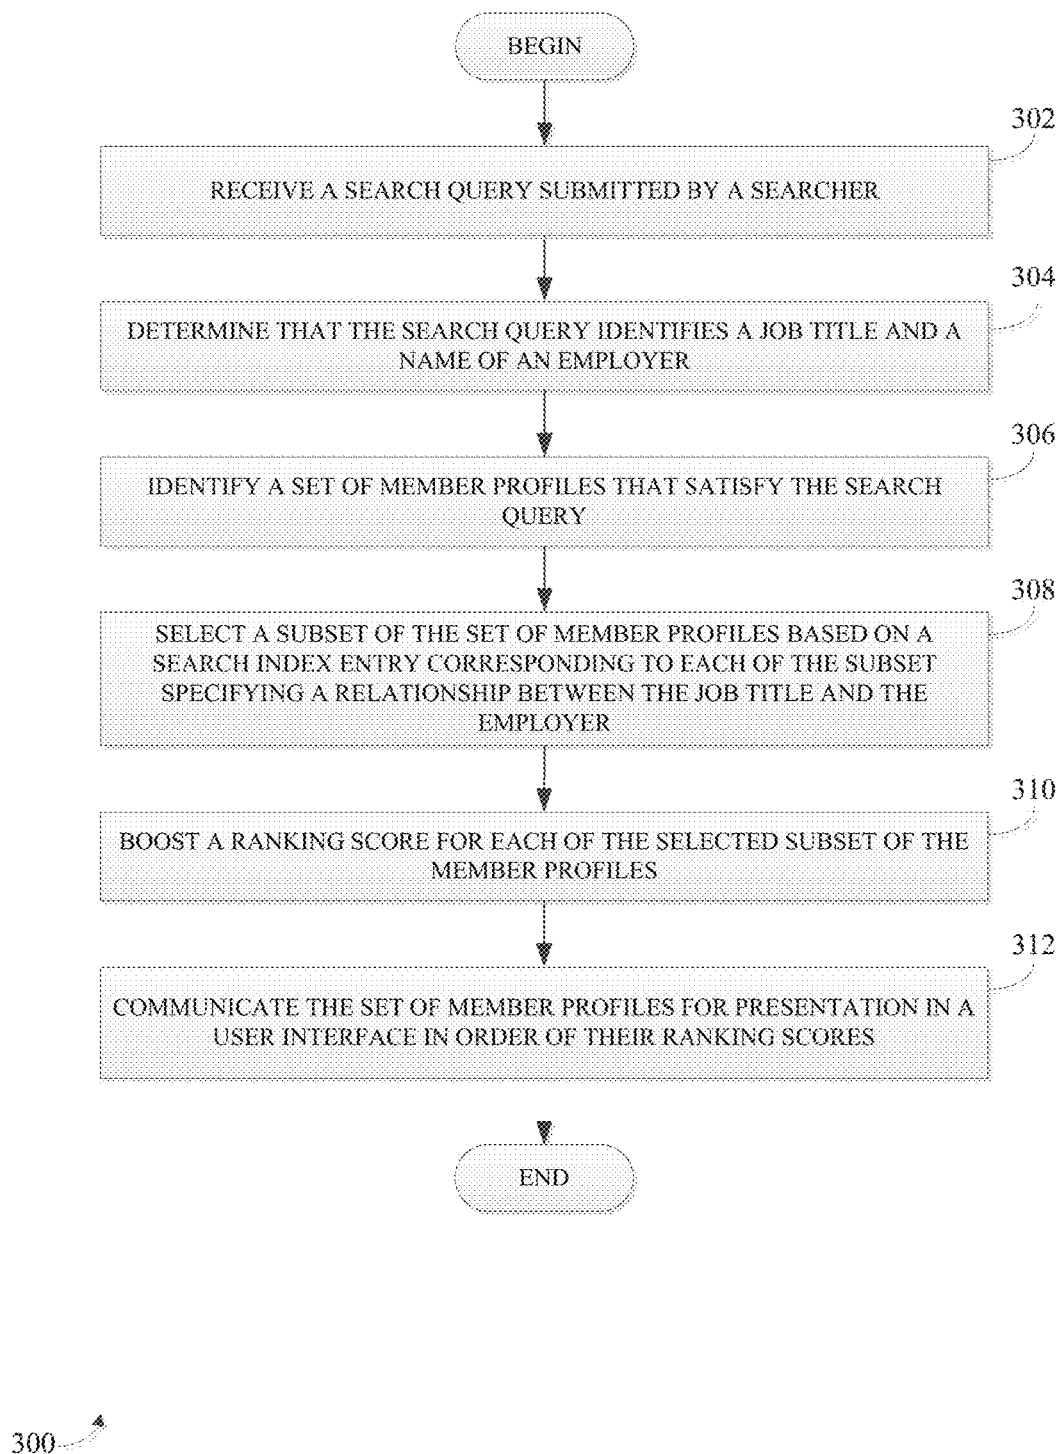 BEGIN
302
RECEIVE A SEARCH QUERY SUBMITTED BY A SEARCHER
304
DETERMINE THAT THE SEARCH QUERY IDENTIFIES A JOB TITLE AND A
NAME OF AN EMPLOYER
306
IDENTIFY A SET OF MEMBER PROFILES THAT SATISFY THE SEARCH
QUERY
308
SELECT A SUBSET OF THE SET OF MEMBER PROFILES BASED ON A
SEARCH INDEX ENTRY CORRESPONDING TO EACH OF THE SUBSET
SPECIFYING A RELATIONSHIP BETWEEN THE JOB TITLE AND THE
EMPLOYER
310
BOOST A RANKING SCORE FOR EACH OF THE SELECTED SUBSET OF THE
MEMBER PROFILES
312
COMMUNICATE THE SET OF MEMBER PROFILES FOR PRESENTATION IN A
USER INTERFACE IN ORDER OF THEIR RANKING SCORES
END
300